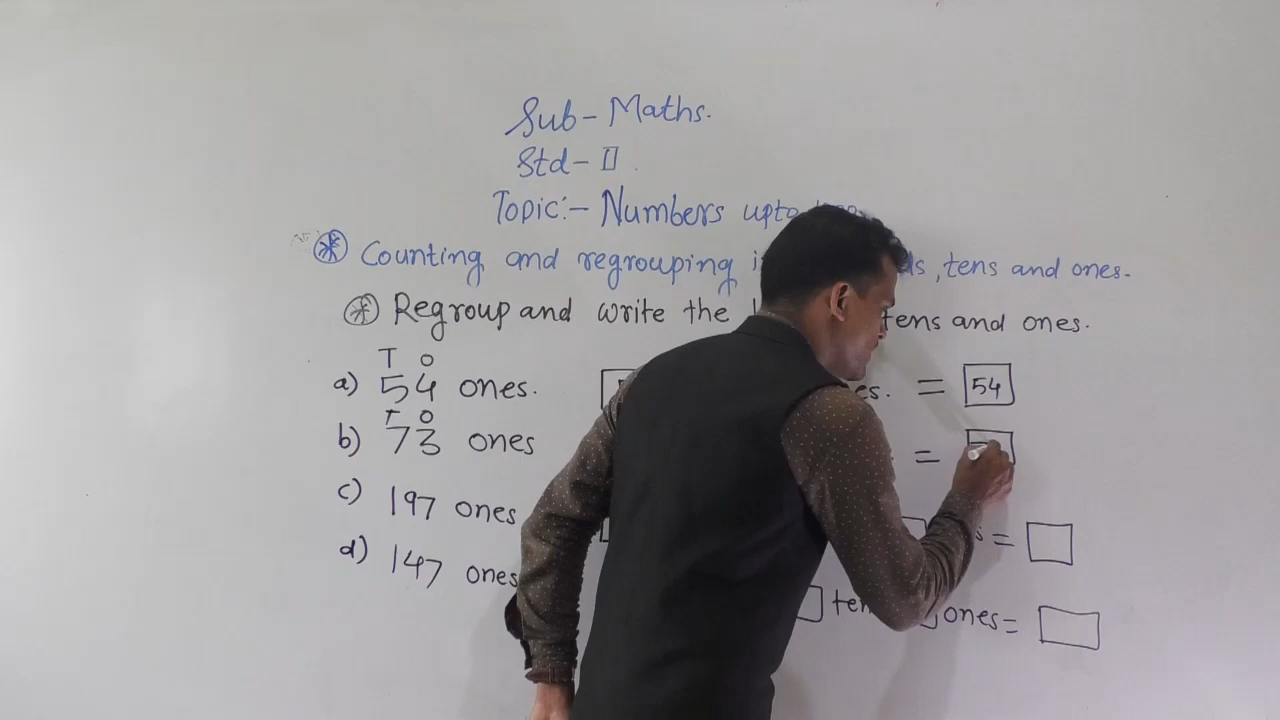 Sub- Maths.
Std- II.
Topic:- Numbers upto
Counting and regrouping tens and ones.
Regroup and write the tens and ones.
T O
a) 54 ones. = 54
T O
b) 73 ones =
c) 197 ones =
d) 147 ones ones=